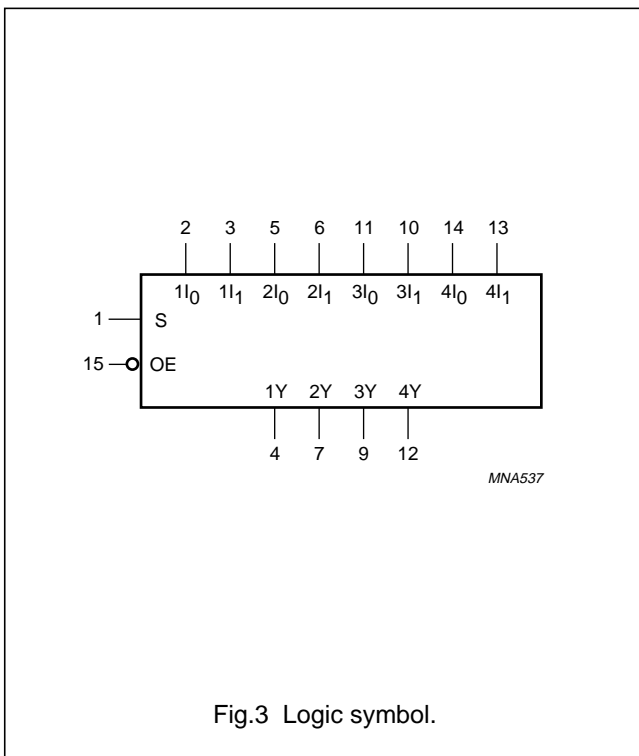 2 3 5 6 11 10 14 13
1I0 1I1 2I0 2I1 3I0 3I1 4I0 4I1
1 S
15 OE
1Y 2Y 3Y 4Y
4 7 9 12
MNA537
Fig.3 Logic symbol.